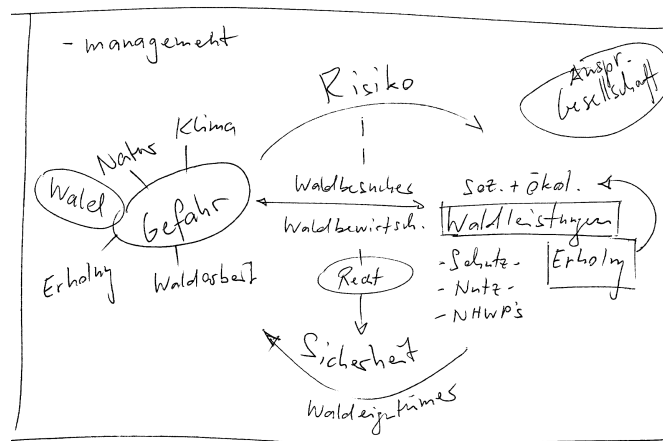 - management
Risiko
Anspr.
Gesellschaft
Klima
Natur
Wald
Gefahr
Erholung
Waldarbeit
Waldbesucher
Waldbewirtsch.
Recht
Sicherheit
Waldeigentümer
Soz. + Ökol.
Waldleistungen
- Schutz -
- Nutz -
- NHWP's
Erholung